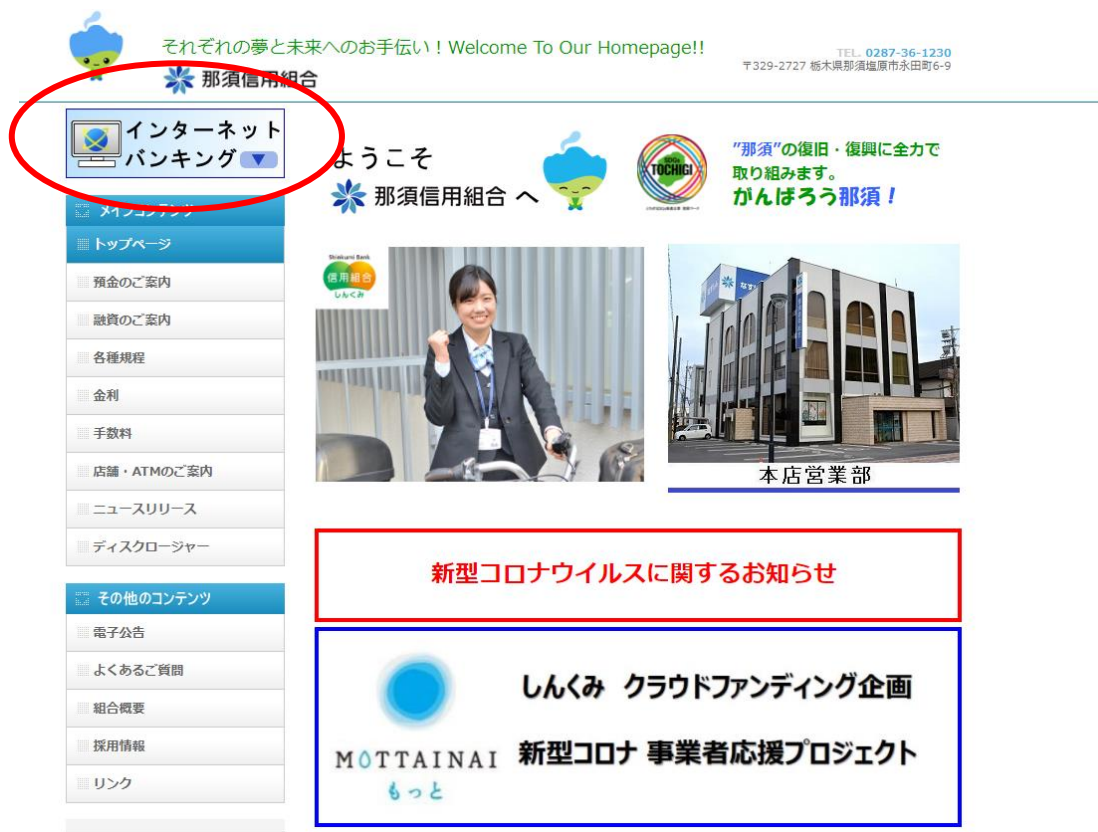 それぞれの夢と未来へのお手伝い！Welcome To Our Homepage!!
那須信用組合
TEL. 0287-36-1230
〒329-2727 栃木県那須塩原市永田町6-9
インターネット
バンキング▼
メインコンテンツ
トップページ
預金のご案内
融資のご案内
各種規程
金利
手数料
店舗・ATMのご案内
ニュースリリース
ディスクロージャー
その他のコンテンツ
電子公告
よくあるご質問
組合概要
採用情報
リンク
ようこそ
那須信用組合 へ
SDGs
TOCHIGI
"那須"の復旧・復興に全力で
取り組みます。
がんばろう那須！
Shinkumi Bank
信用組合
しんくみ
本店営業部
新型コロナウイルスに関するお知らせ
MOTTAINAI
もっと
しんくみ クラウドファンディング企画
新型コロナ 事業者応援プロジェクト